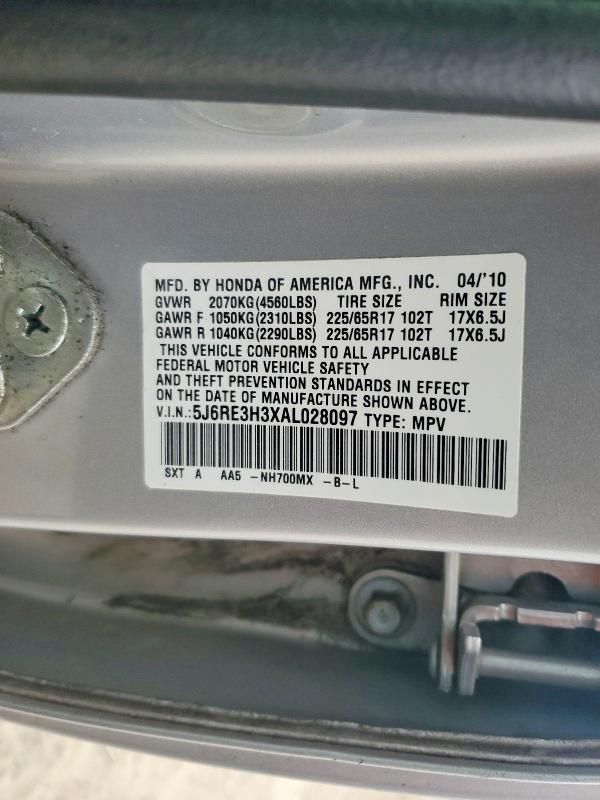 MFD. BY HONDA OF AMERICA MFG., INC. 04/'10
GVWR 2070KG(4560LBS) TIRE SIZE RIM SIZE
GAWR F 1050KG(2310LBS) 225/65R17 102T 17X6.5J
GAWR R 1040KG(2290LBS) 225/65R17 102T 17X6.5J
THIS VEHICLE CONFORMS TO ALL APPLICABLE
FEDERAL MOTOR VEHICLE SAFETY
AND THEFT PREVENTION STANDARDS IN EFFECT
ON THE DATE OF MANUFACTURE SHOWN ABOVE.
V.I.N.:5J6RE3H3XAL028097 TYPE: MPV
SXT A AA5 -NH700MX -B-L